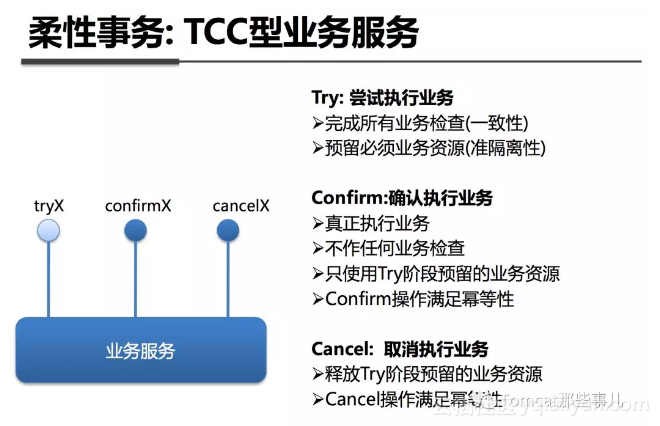 柔性事务: TCC型业务服务
Try: 尝试执行业务
➢完成所有业务检查(一致性)
➢预留必须业务资源(准隔离性)
tryX confirmX cancelX
Confirm:确认执行业务
➢真正执行业务
➢不作任何业务检查
➢只使用Try阶段预留的业务资源
➢Confirm操作满足幂等性
业务服务
Cancel: 取消执行业务
➢释放Try阶段预留的业务资源
➢Cancel操作满足幂等性
Tomcat那些事儿